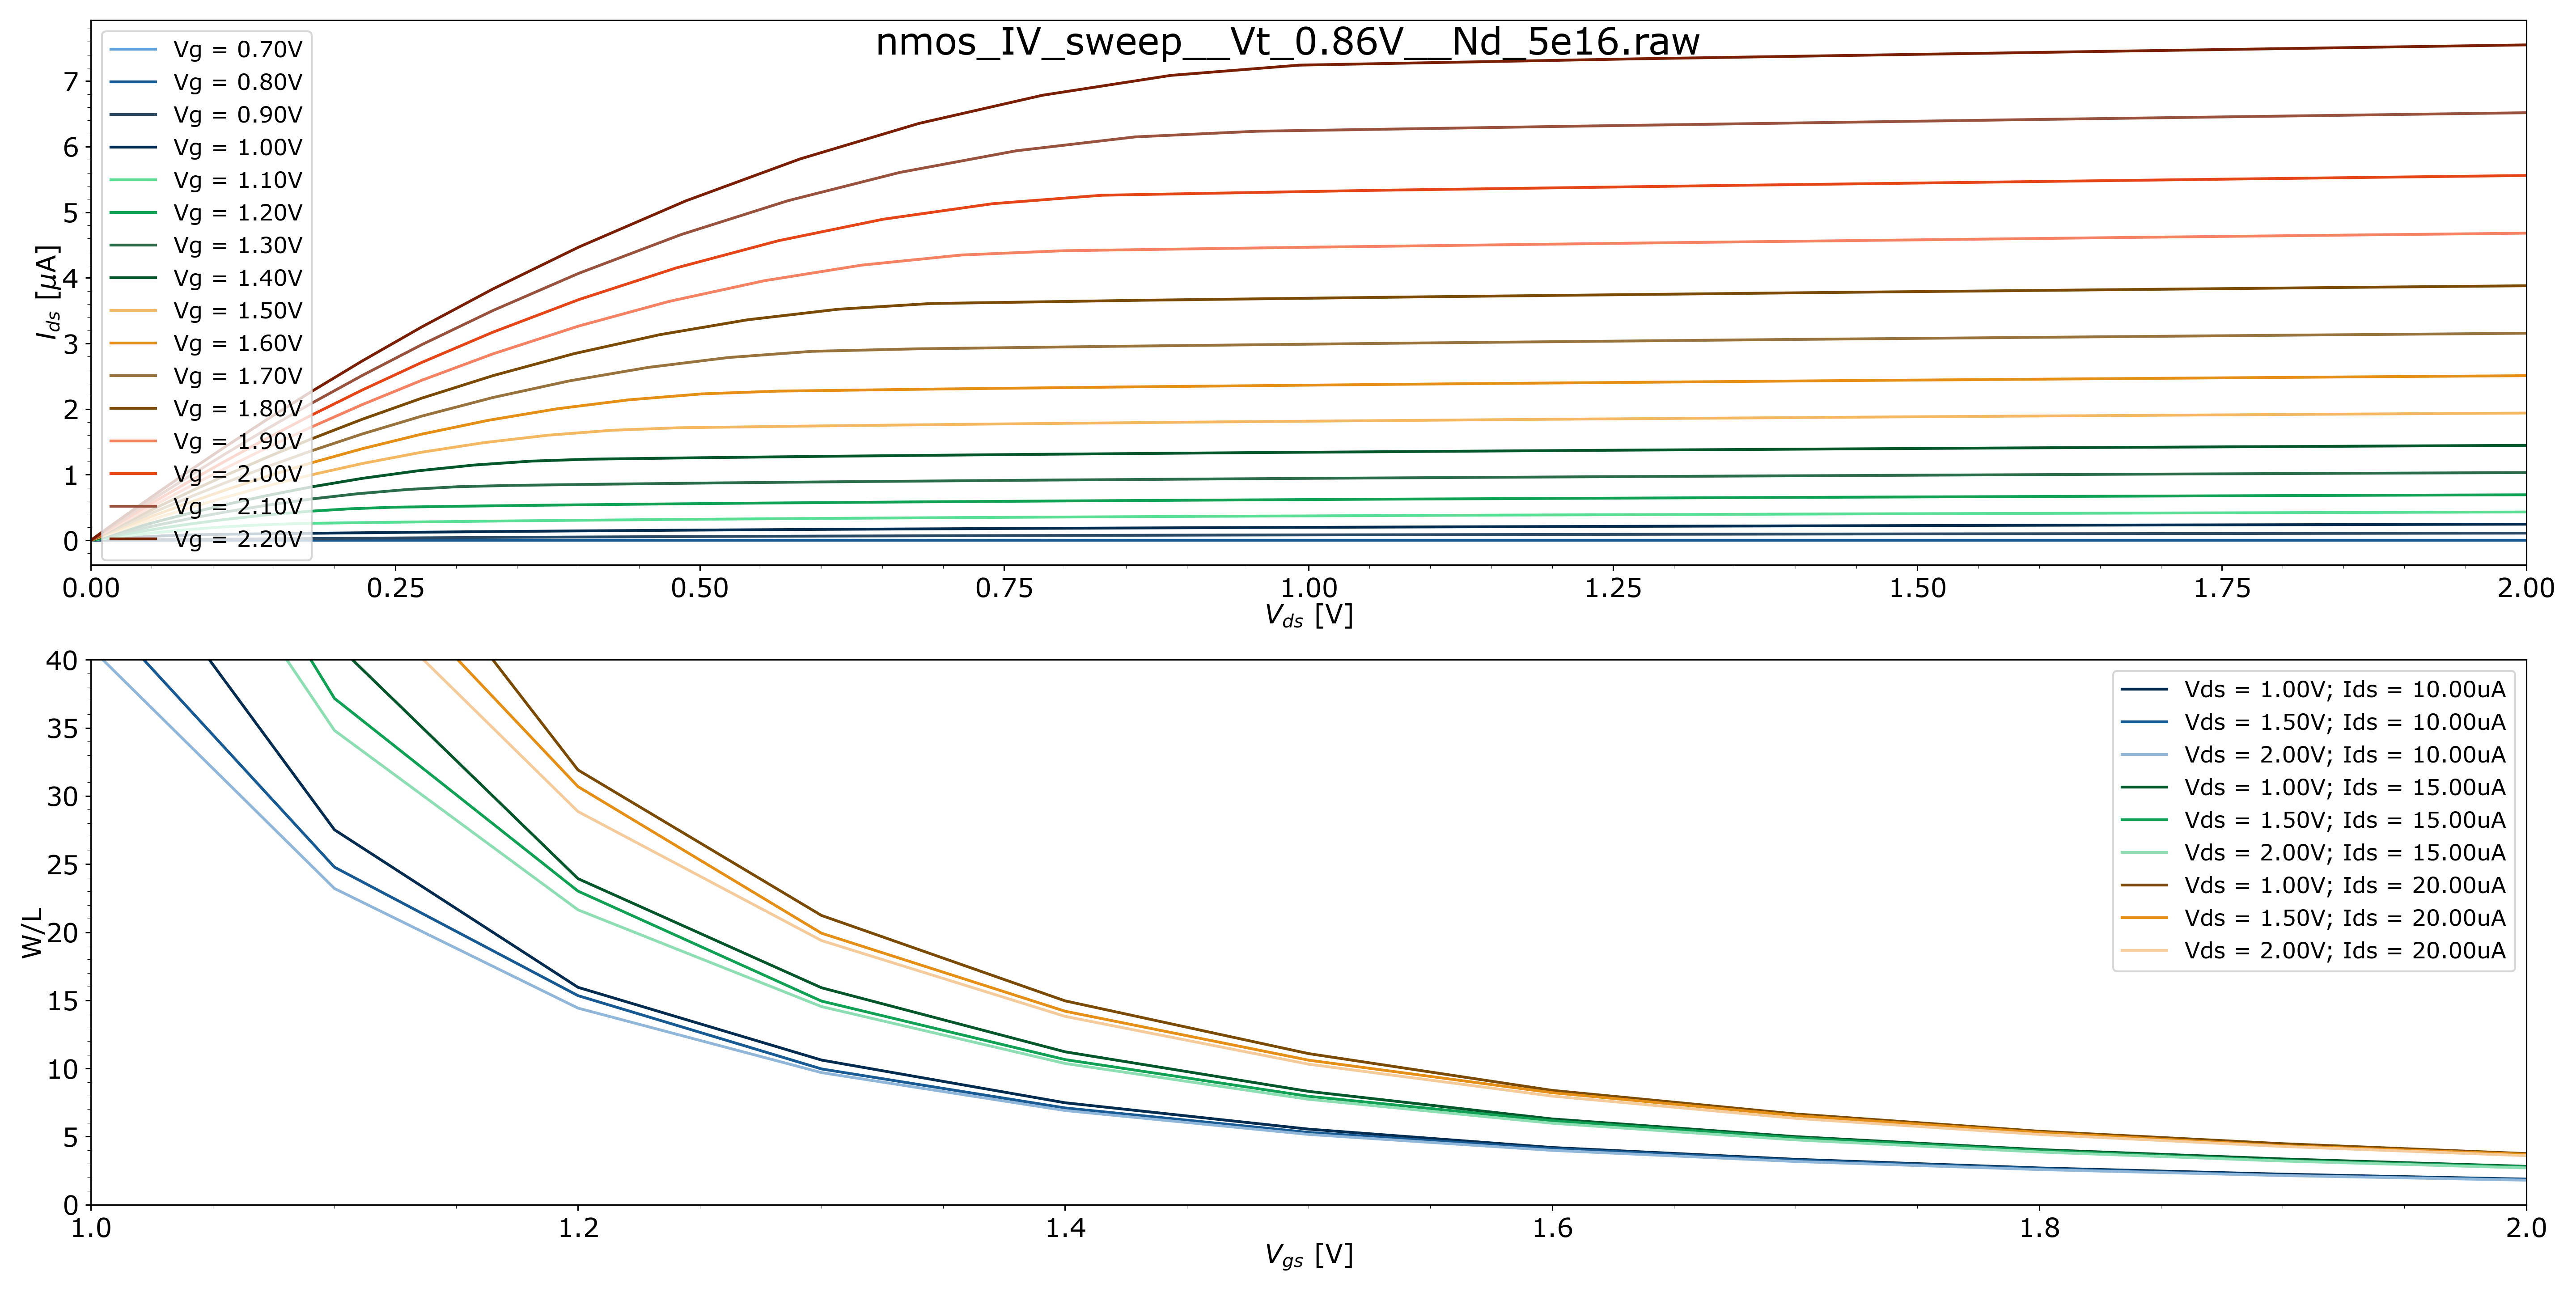 nmos_IV_sweep__Vt_0.86V__Nd_5e16.raw
Vg = 0.70V
Vg = 0.80V
Vg = 0.90V
Vg = 1.00V
Vg = 1.10V
Vg = 1.20V
Vg = 1.30V
Vg = 1.40V
Vg = 1.50V
Vg = 1.60V
Vg = 1.70V
Vg = 1.80V
Vg = 1.90V
Vg = 2.00V
Vg = 2.10V
Vg = 2.20V
7
6
5
4
3
2
1
0
Ids [μA]
0.00 0.25 0.50 0.75 1.00 1.25 1.50 1.75 2.00
Vds [V]
40
35
30
25
20
15
10
5
0
W/L
Vds = 1.00V; Ids = 10.00uA
Vds = 1.50V; Ids = 10.00uA
Vds = 2.00V; Ids = 10.00uA
Vds = 1.00V; Ids = 15.00uA
Vds = 1.50V; Ids = 15.00uA
Vds = 2.00V; Ids = 15.00uA
Vds = 1.00V; Ids = 20.00uA
Vds = 1.50V; Ids = 20.00uA
Vds = 2.00V; Ids = 20.00uA
1.0 1.2 1.4 1.6 1.8 2.0
Vgs [V]